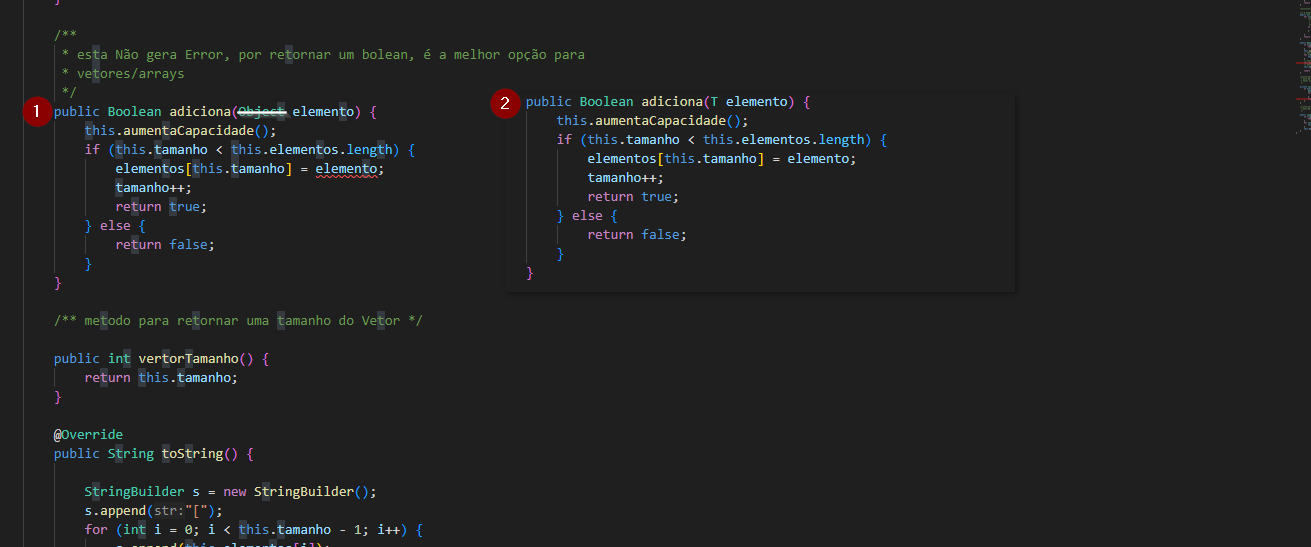 }
/**
* esta Não gera Error, por retornar um bolean, é a melhor opção para
* vetores/arrays
*/
1
public Boolean adiciona(Object elemento) {
this.aumentaCapacidade();
if (this.tamanho < this.elementos.length) {
elementos[this.tamanho] = elemento;
tamanho++;
return true;
} else {
return false;
}
}
2
public Boolean adiciona(T elemento) {
this.aumentaCapacidade();
if (this.tamanho < this.elementos.length) {
elementos[this.tamanho] = elemento;
tamanho++;
return true;
} else {
return false;
}
}
/** metodo para retornar uma tamanho do Vetor */
public int vertorTamanho() {
return this.tamanho;
}
@Override
public String toString() {
StringBuilder s = new StringBuilder();
s.append(str:"[");
for (int i = 0; i < this.tamanho - 1; i++) {
s.append(this.elementos[i]);